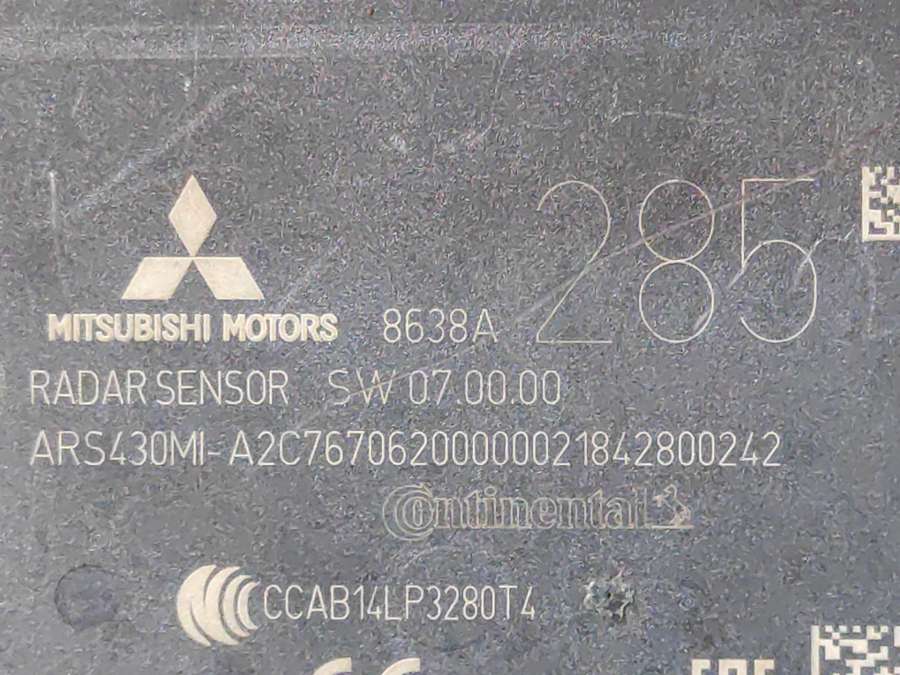 MITSUBISHI MOTORS 8638A 285
RADAR SENSOR SW 07.00.00
ARS430MI-A2C76706200000021842800242
Continental
CCAB14LP3280T4